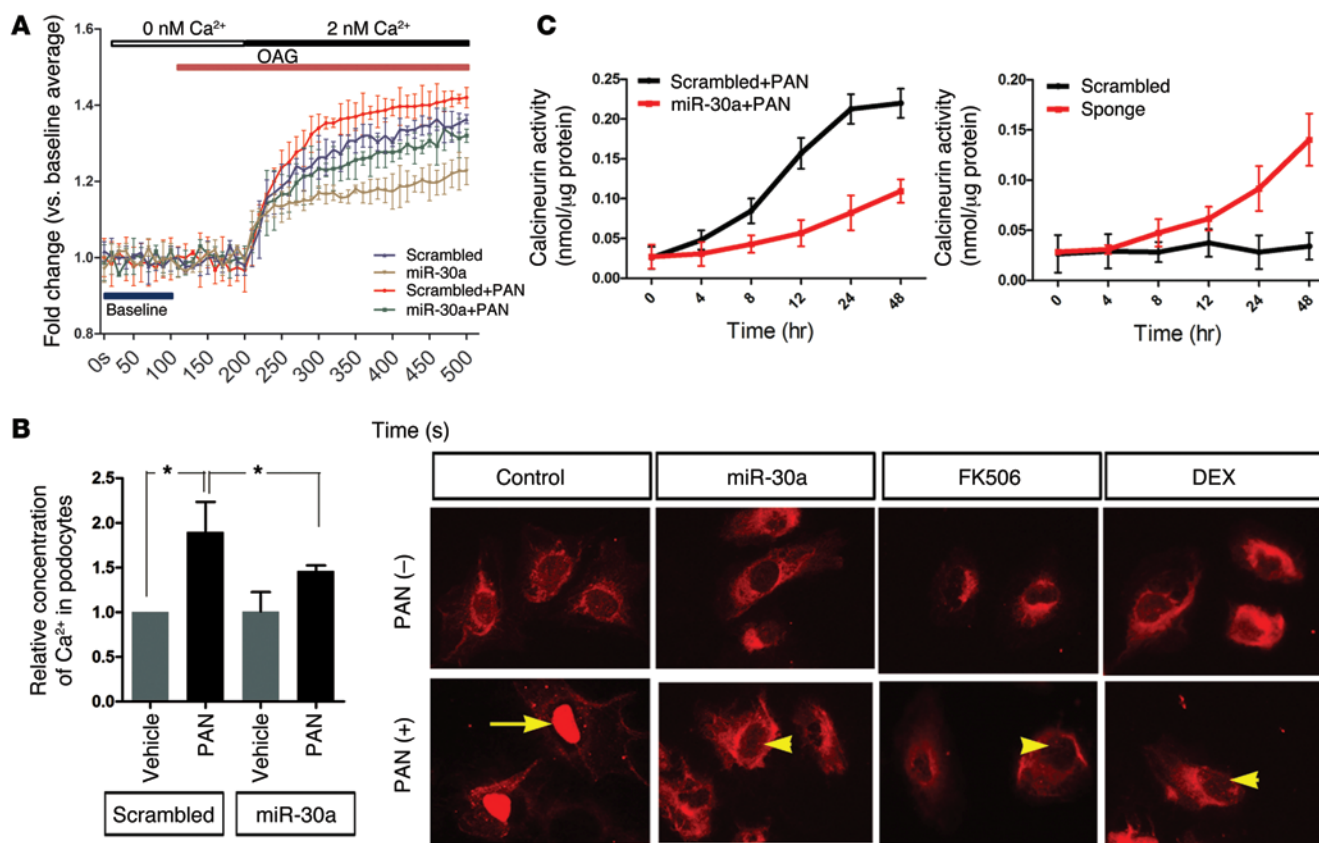 A
0 nM Ca²⁺ 2 nM Ca²⁺
OAG
Fold change (vs. baseline average)
1.6
1.4
1.2
1.0
0.8
Scrambled
miR-30a
Scrambled+PAN
miR-30a+PAN
Baseline
0s 50 100 150 200 250 300 350 400 450 500
C
Calcineurin activity
(nmol/µg protein)
0.25
0.20
0.15
0.10
0.05
0.00
Scrambled+PAN
miR-30a+PAN
0 4 8 12 24 48
Time (hr)
Calcineurin activity
(nmol/µg protein)
0.20
0.15
0.10
0.05
0.00
Scrambled
Sponge
0 4 8 12 24 48
Time (hr)
B
Time (s)
Relative concentration
of Ca²⁺ in podocytes
2.5
2.0
1.5
1.0
0.5
0.0
* *
Vehicle PAN Vehicle PAN
Scrambled miR-30a
Control miR-30a FK506 DEX
PAN (–)
PAN (+)